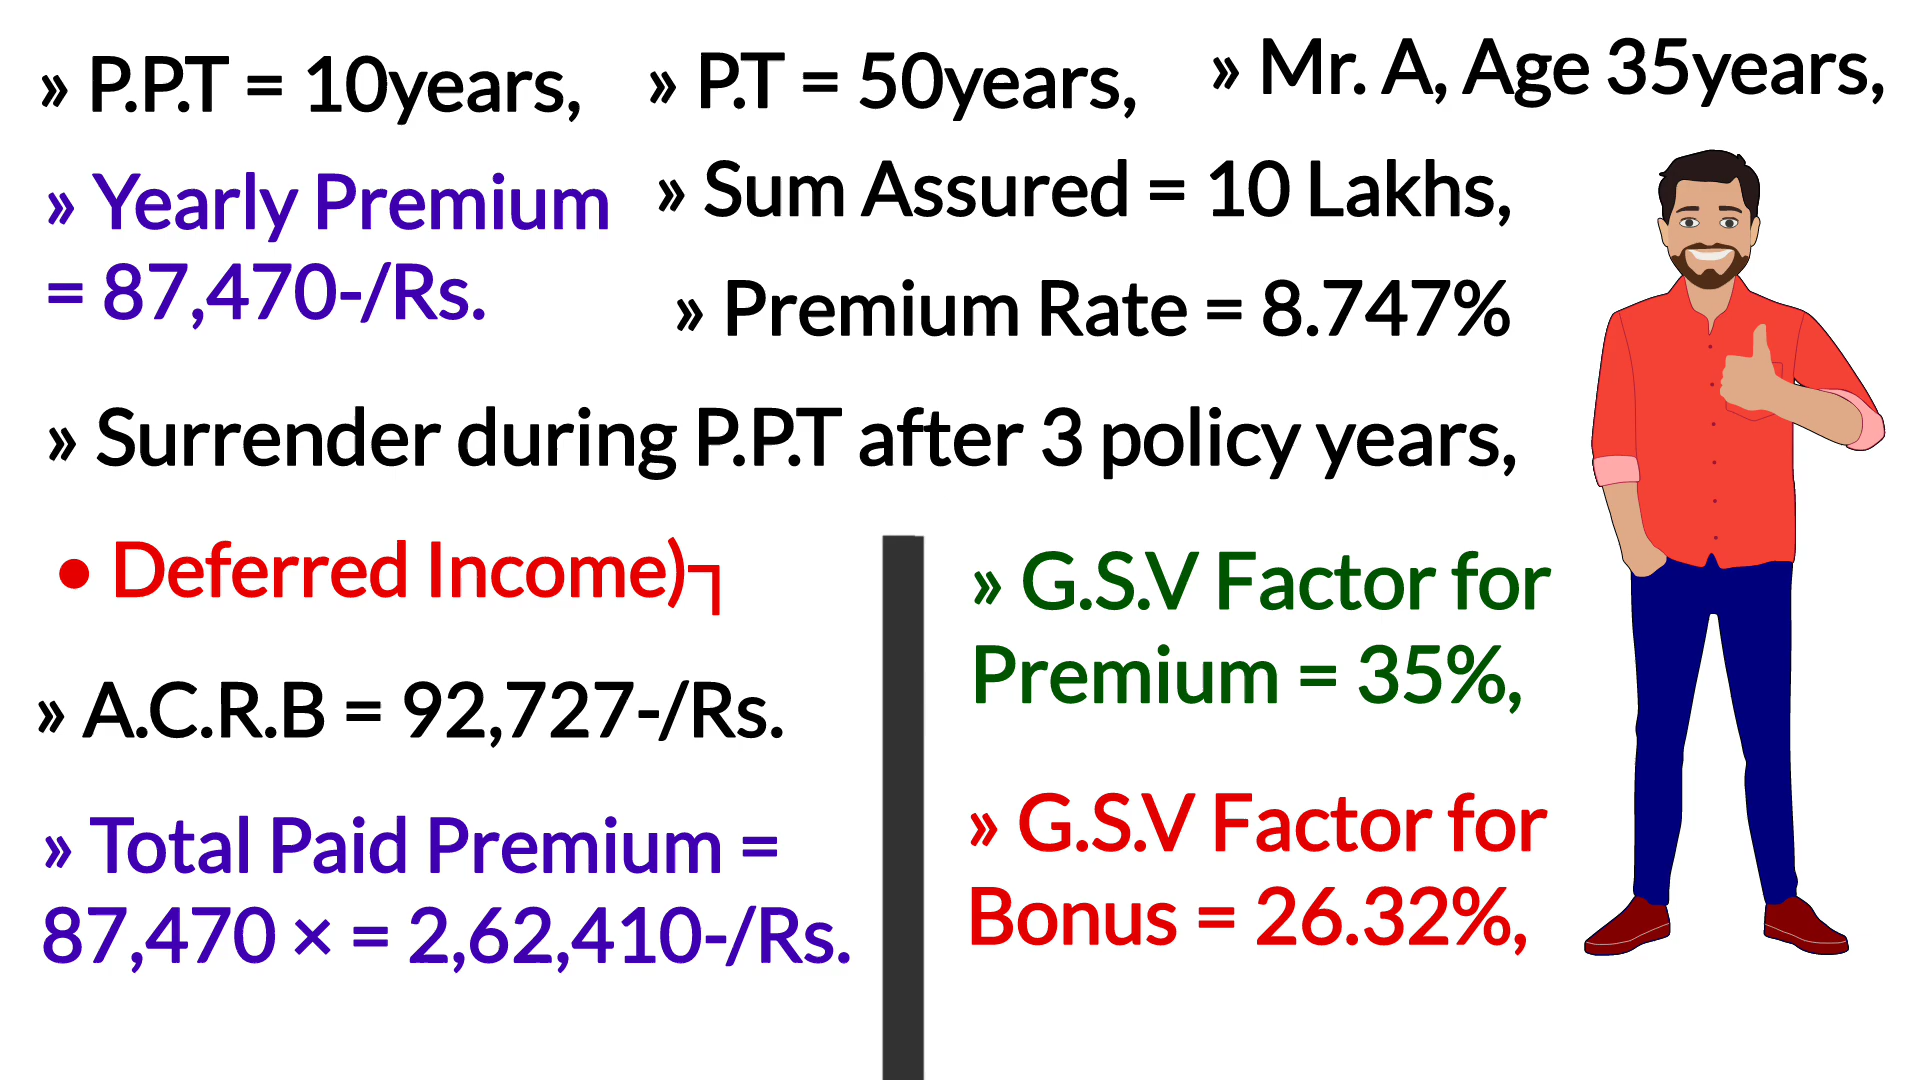 » P.P.T = 10years,
» P.T = 50years,
» Mr. A, Age 35years,
» Yearly Premium
= 87,470-/Rs.
» Sum Assured = 10 Lakhs,
» Premium Rate = 8.747%
» Surrender during P.P.T after 3 policy years,
• Deferred Income)┐
» A.C.R.B = 92,727-/Rs.
» Total Paid Premium =
87,470 × = 2,62,410-/Rs.
» G.S.V Factor for
Premium = 35%,
» G.S.V Factor for
Bonus = 26.32%,